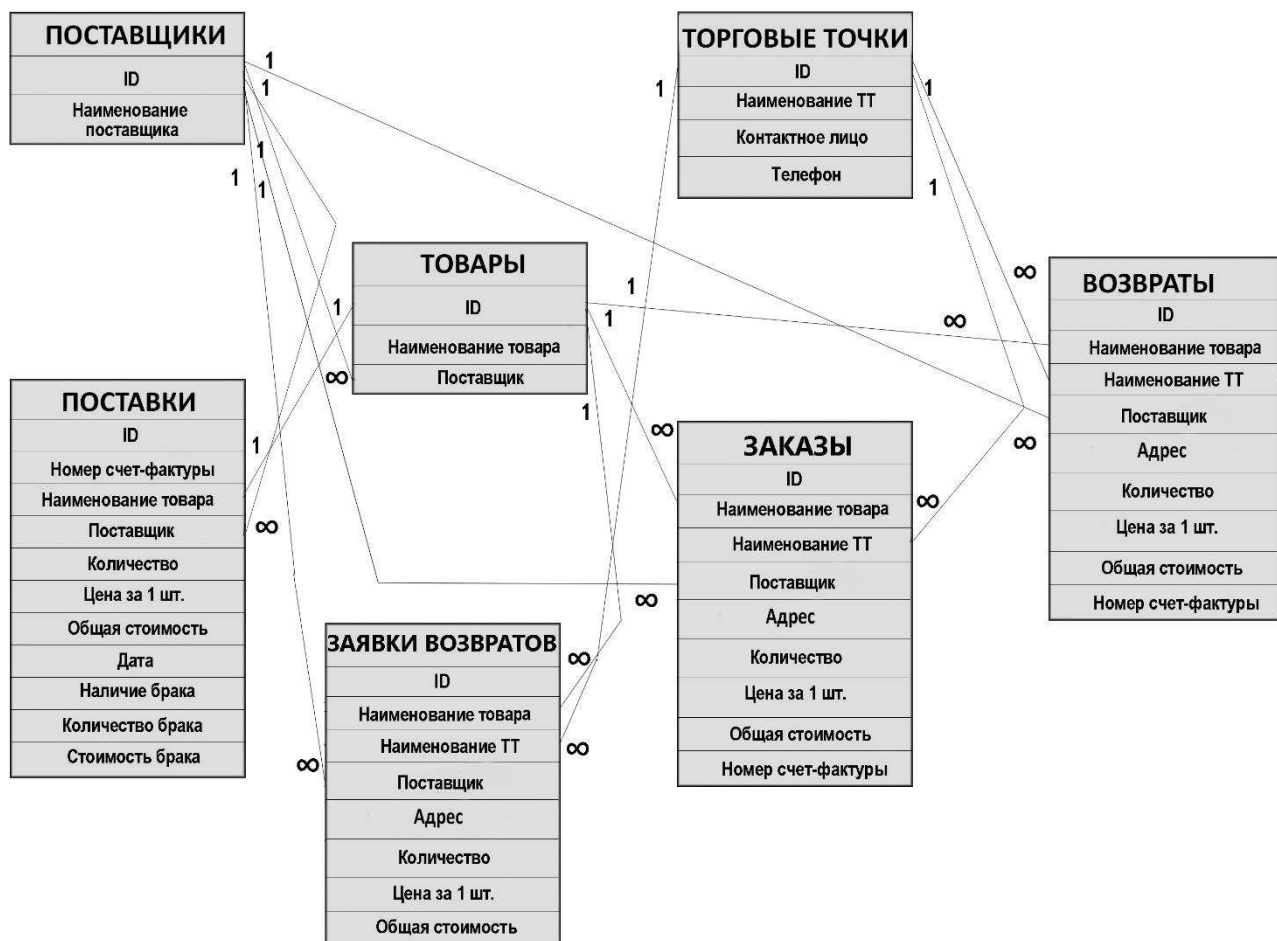 ПОСТАВЩИКИ
ID
Наименование
поставщика
1
1
1
1
1
ТОРГОВЫЕ ТОЧКИ
ID
Наименование ТТ
Контактное лицо
Телефон
1
1
1
ТОВАРЫ
ID
Наименование товара
Поставщик
1
1
1
1
∞
∞
∞
ВОЗВРАТЫ
ID
Наименование товара
Наименование ТТ
Поставщик
Адрес
Количество
Цена за 1 шт.
Общая стоимость
Номер счет-фактуры
∞
ПОСТАВКИ
ID
Номер счет-фактуры
Наименование товара
Поставщик
Количество
Цена за 1 шт.
Общая стоимость
Дата
Наличие брака
Количество брака
Стоимость брака
1
∞
ЗАКАЗЫ
ID
Наименование товара
Наименование ТТ
Поставщик
Адрес
Количество
Цена за 1 шт.
Общая стоимость
Номер счет-фактуры
∞
∞
∞
ЗАЯВКИ ВОЗВРАТОВ
ID
Наименование товара
Наименование ТТ
Поставщик
Адрес
Количество
Цена за 1 шт.
Общая стоимость
∞
∞
∞